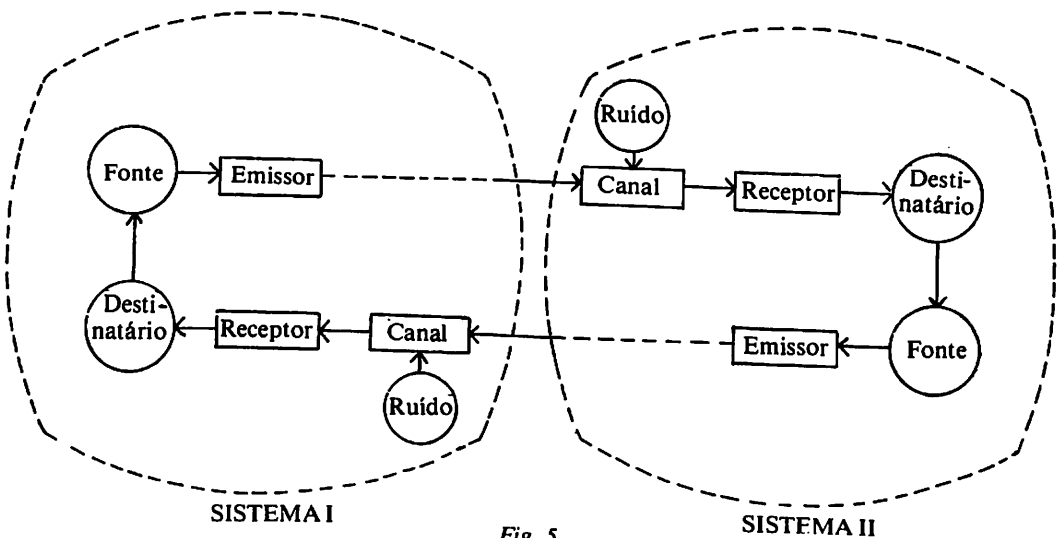 Ruído
Fonte
Emissor
Canal
Receptor
Desti-
natário
Desti-
natário
Receptor
Canal
Emissor
Fonte
Ruído
SISTEMA I
Fig. 5
SISTEMA II